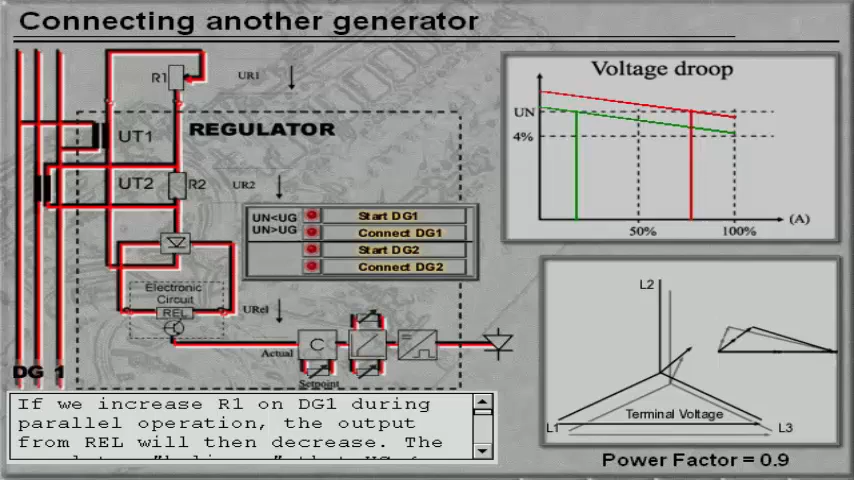 Connecting another generator
R1
UR1
REGULATOR
UT1
UT2
R2
UR2
UN<UG
UN>UG
Start DG1
Connect DG1
Start DG2
Connect DG2
Electronic
Circuit
REL
URel
Actual
C
Setpoint
DG 1
If we increase R1 on DG1 during
parallel operation, the output
from REL will then decrease. The
Voltage droop
UN
4%
50%
100%
(A)
L2
Terminal Voltage
L1
L3
Power Factor = 0.9